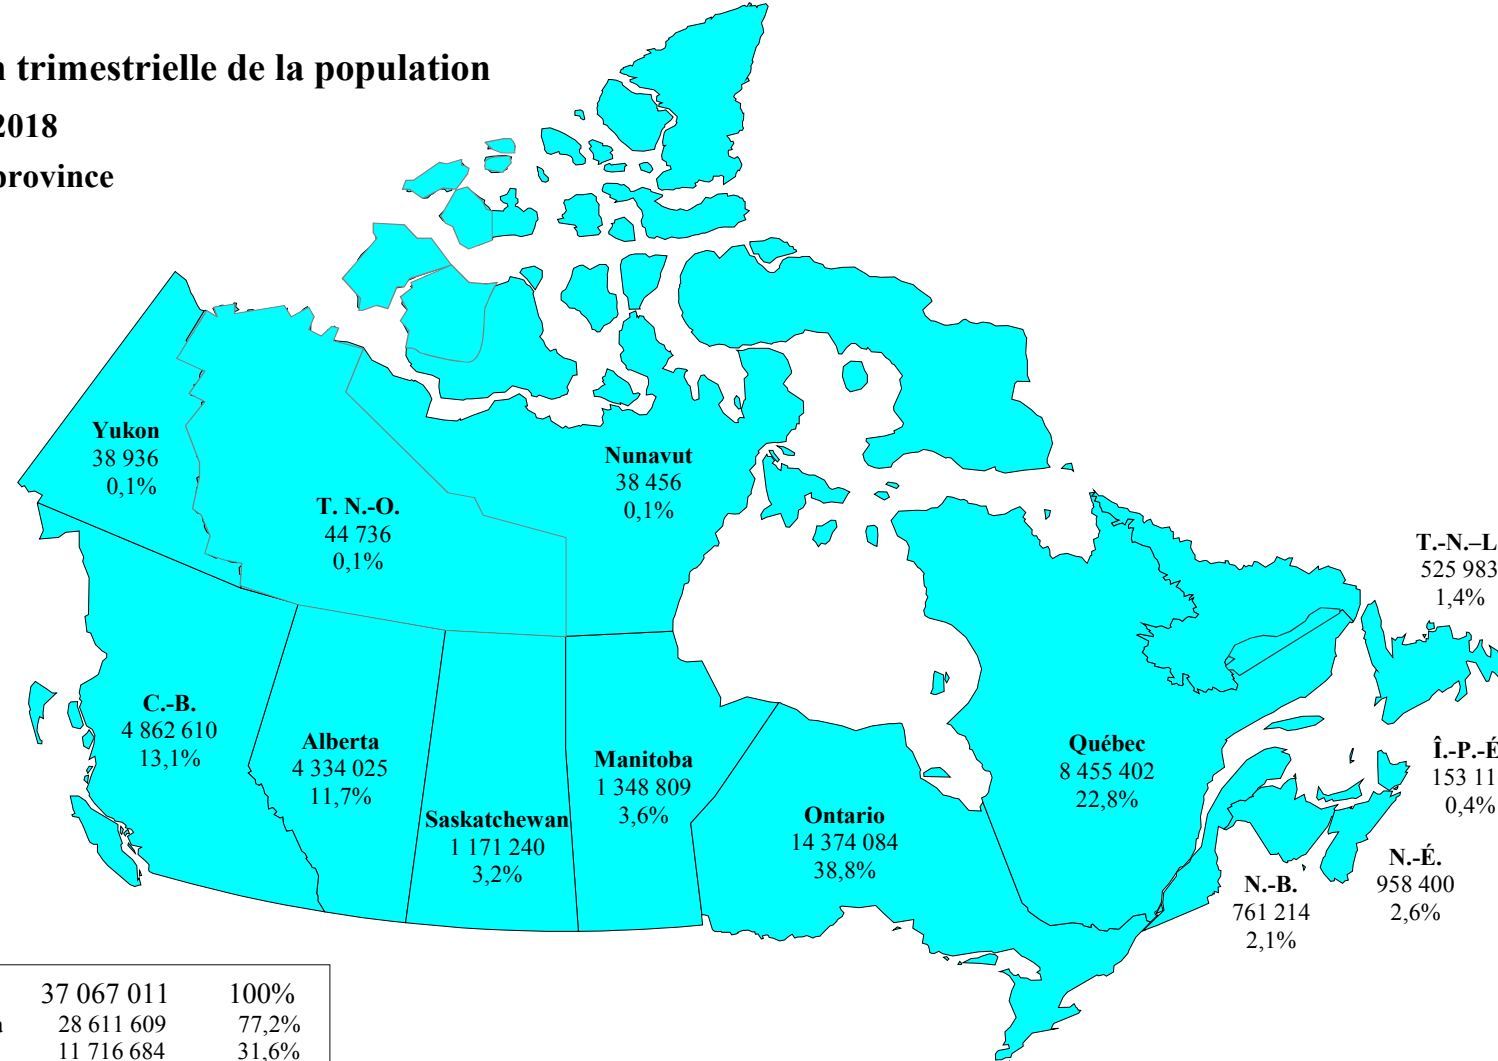 trimestrielle de la population
2018
province
Yukon
38 936
0,1%
T. N.-O.
44 736
0,1%
Nunavut
38 456
0,1%
T.-N.–L
525 983
1,4%
C.-B.
4 862 610
13,1%
Alberta
4 334 025
11,7%
Saskatchewan
1 171 240
3,2%
Manitoba
1 348 809
3,6%
Ontario
14 374 084
38,8%
Québec
8 455 402
22,8%
Î.-P.-É
153 11
0,4%
N.-É.
958 400
2,6%
N.-B.
761 214
2,1%
37 067 011 100%
28 611 609 77,2%
11 716 684 31,6%